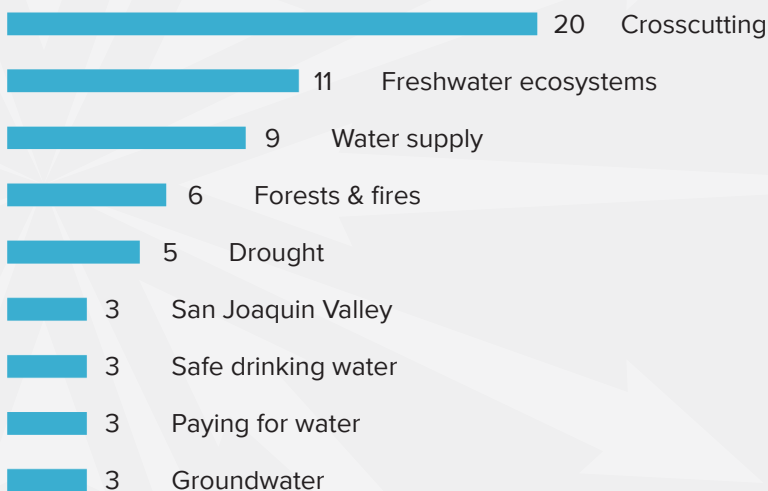 20 Crosscutting
11 Freshwater ecosystems
9 Water supply
6 Forests & fires
5 Drought
3 San Joaquin Valley
3 Safe drinking water
3 Paying for water
3 Groundwater